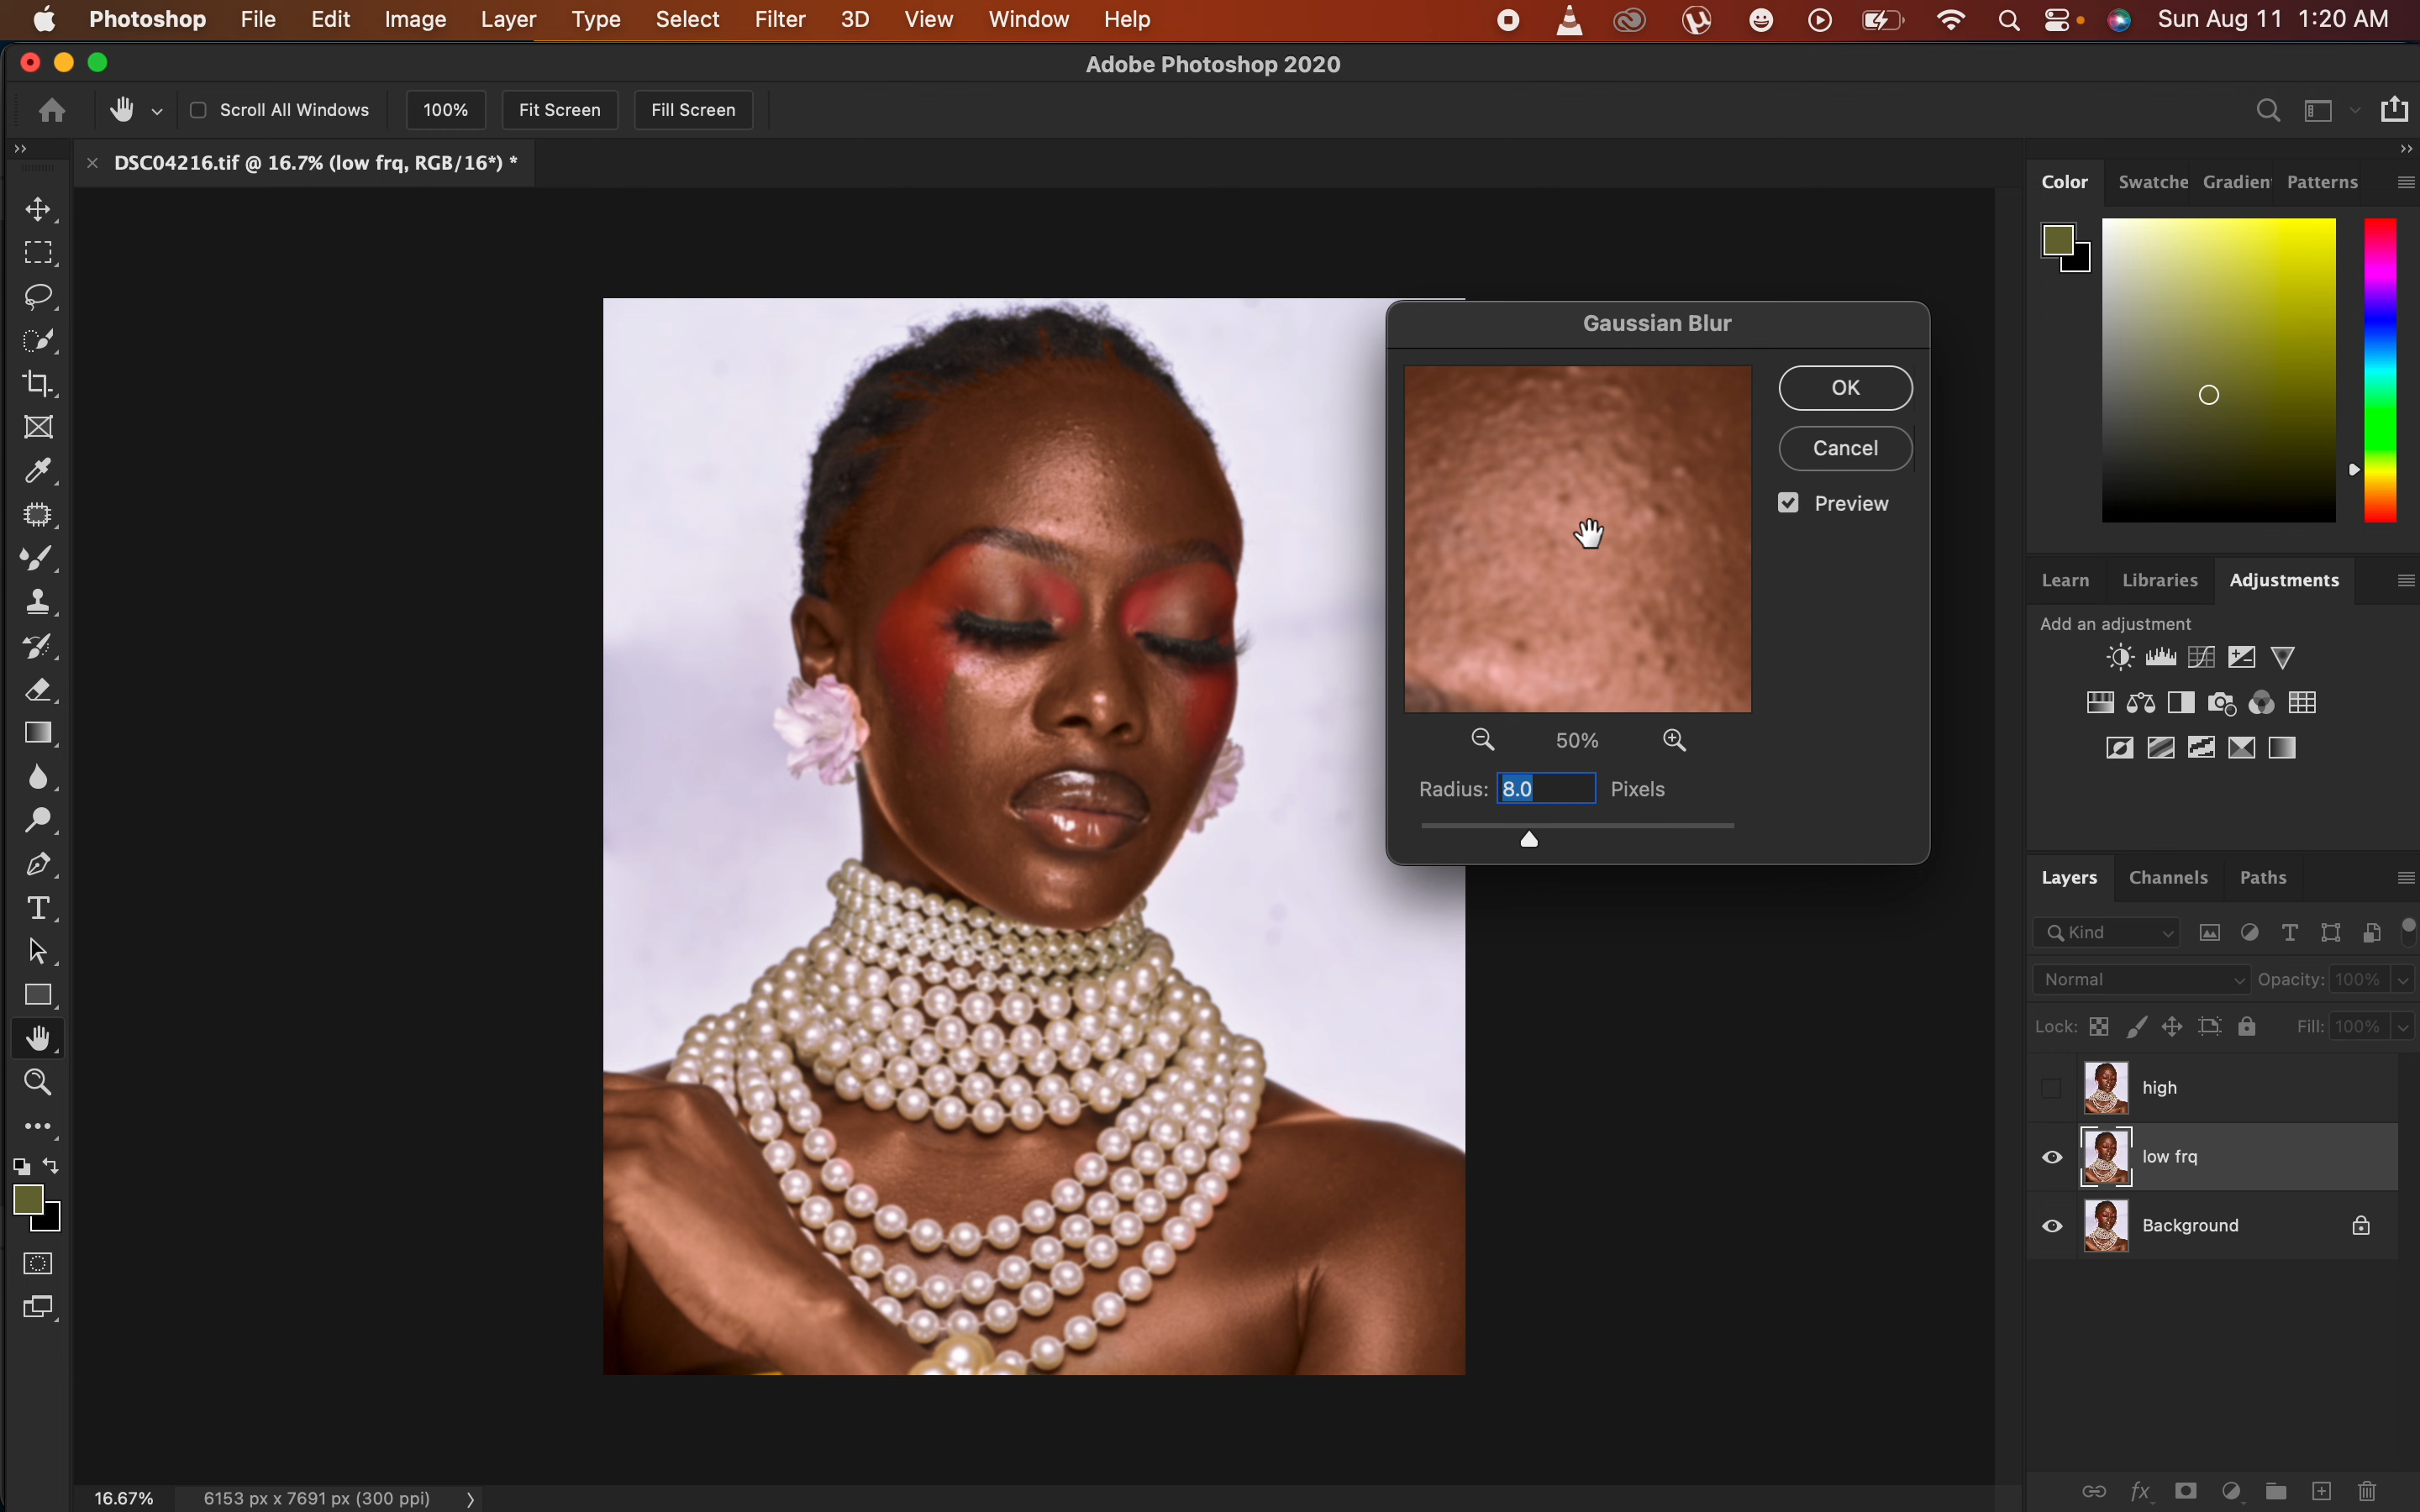 Photoshop File Edit Image Layer Type Select Filter 3D View Window Help Sun Aug 11 1:20 AM
Adobe Photoshop 2020
Scroll All Windows 100% Fit Screen Fill Screen
DSC04216.tif @ 16.7% (low frq, RGB/16*) *
Color Swatche Gradien Patterns
Gaussian Blur
OK
Cancel
Preview
50%
Radius: 8.0 Pixels
Learn Libraries Adjustments
Add an adjustment
Layers Channels Paths
Kind
Normal Opacity: 100%
Lock: Fill: 100%
high
low frq
Background
16.67% 6153 px x 7691 px (300 ppi)